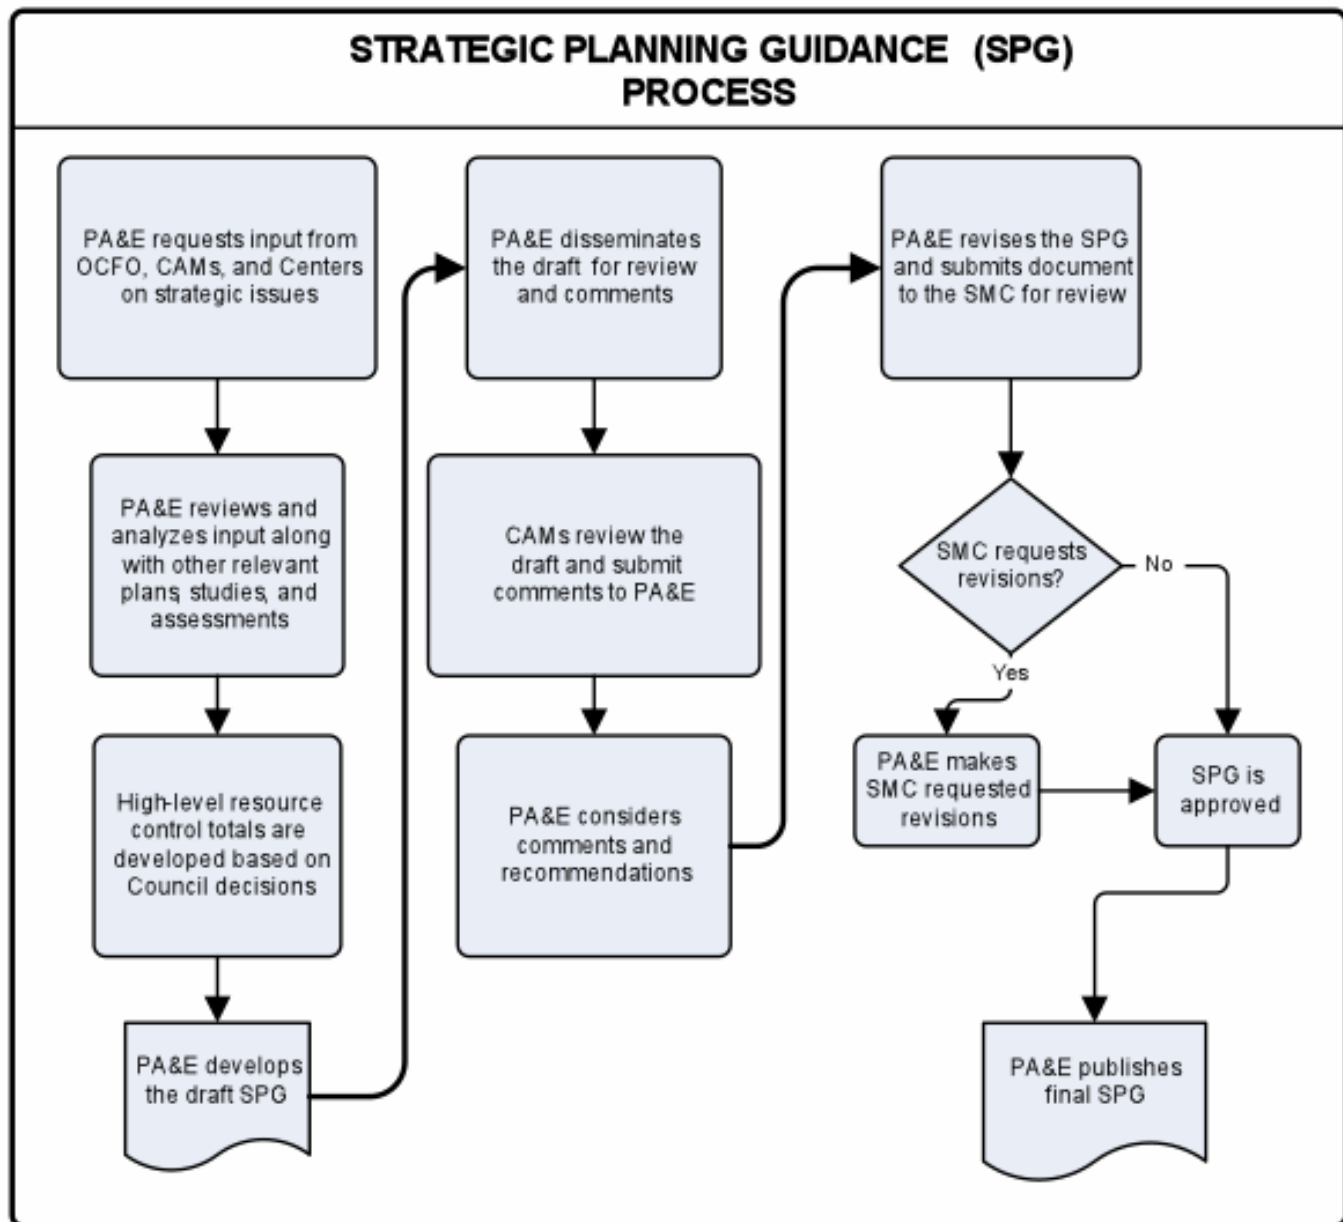 STRATEGIC PLANNING GUIDANCE (SPG)
PROCESS
PA&E requests input from
OCFO, CAMs, and Centers
on strategic issues
PA&E reviews and
analyzes input along
with other relevant
plans, studies, and
assessments
High-level resource
control totals are
developed based on
Council decisions
PA&E develops
the draft SPG
PA&E disseminates
the draft for review
and comments
CAMs review the
draft and submit
comments to PA&E
PA&E considers
comments and
recommendations
PA&E revises the SPG
and submits document
to the SMC for review
SMC requests
revisions?
No
Yes
PA&E makes
SMC requested
revisions
SPG is
approved
PA&E publishes
final SPG